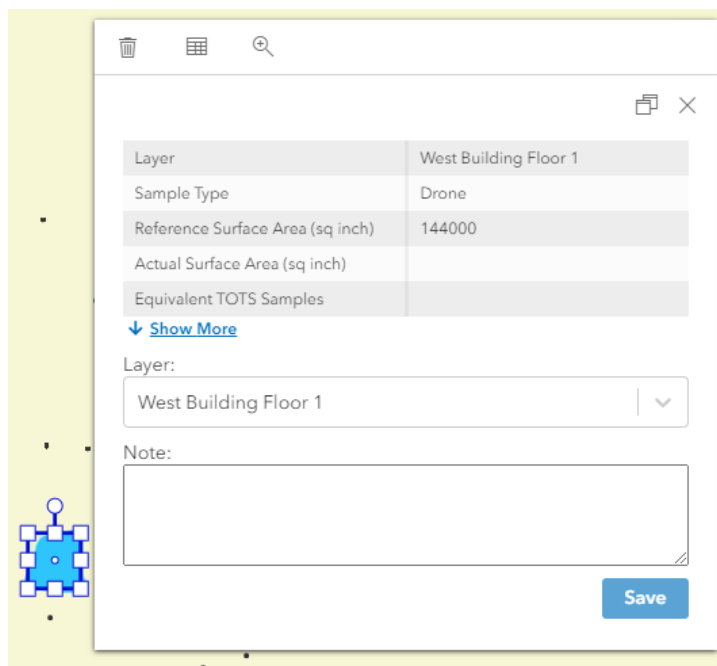 Layer West Building Floor 1
Sample Type Drone
Reference Surface Area (sq inch) 144000
Actual Surface Area (sq inch)
Equivalent TOTS Samples
Show More
Layer:
West Building Floor 1
Note:
Save